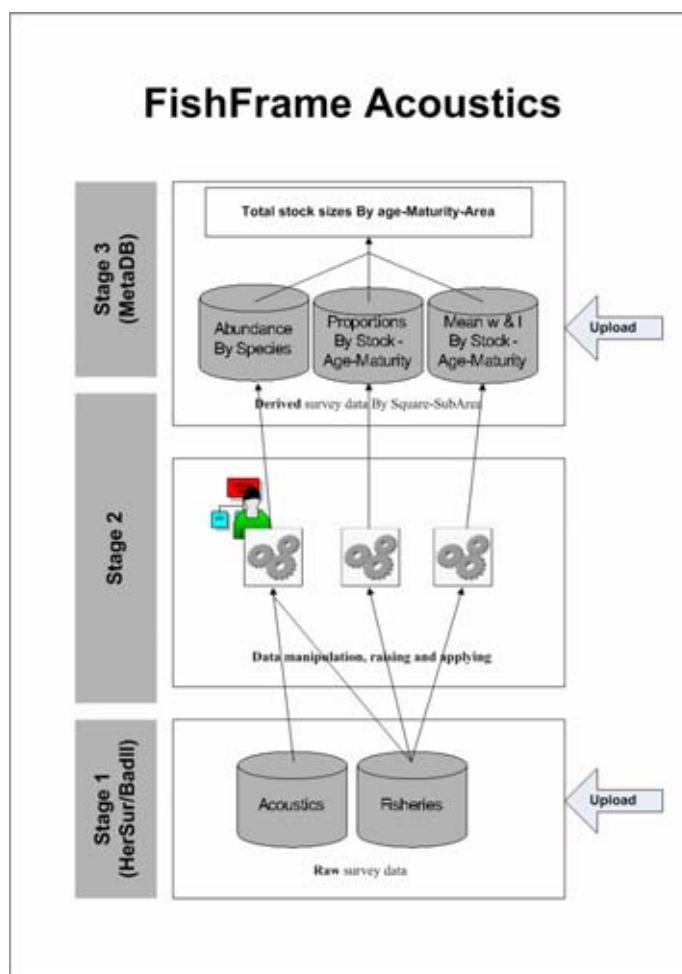 FishFrame Acoustics
Stage 3
(MetaDB)
Total stock sizes By age-Maturity-Area
Abundance
By Species
Proportions
By Stock -
Age-Maturity
Mean w & l
By Stock -
Age-Maturity
Upload
Derived survey data By Square-SubArea
Stage 2
Data manipulation, raising and applying
Stage 1
(HerSur/BadII)
Acoustics
Fisheries
Upload
Raw survey data